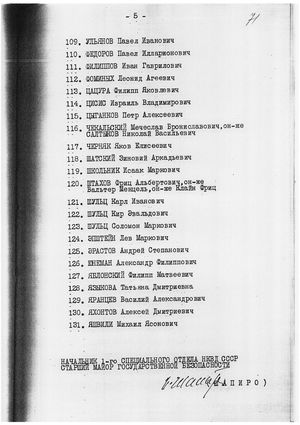 - 5 -
71
109. УЛЬЯНОВ Павел Иванович
110. ФЕДОРОВ Павел Илларионович
111. ФИЛИППОВ Иван Гаврилович
112. ФОМИНЫХ Леонид Агеевич
113. ЦАЦУРА Филипп Яковлевич
114. ЦИСИС Израиль Владимирович
115. ЦЫГАНКОВ Петр Алексеевич
116. ЧЕКАЛЬСКИЙ Мечеслав Брониславович, он-же
САЛТЫКОВ Николай Васильевич
117. ЧЕРНЯК Яков Елисеевич
118. ШАТСКИЙ Зиновий Аркадьевич
119. ШКОЛЬНИК Исаак Маркович
120. ШТАХОВ Фриц Альбертович, он-же
Вальтер Менцель, он-же Клайн Фриц
121. ШУЛЬЦ Карл Иванович
122. ШУЛЬЦ Кир Эвальдович
123. ШУЛЬЦ Соломон Маркович
124. ЭПШТЕЙН Лев Маркович
125. ЭРАСТОВ Андрей Степанович
126. ЮНЕМАН Александр Филиппович
127. ЯБЛОНСКИЙ Филипп Матвеевич
128. ЯЗЫКОВА Татьяна Дмитриевна
129. ЯРАНЦЕВ Василий Александрович
130. ЯХОНТОВ Алексей Дмитриевич
131. ЯШВИЛИ Михаил Ясонович
НАЧАЛЬНИК 1-го СПЕЦИАЛЬНОГО ОТДЕЛА НКВД СССР
СТАРШИЙ МАЙОР ГОСУДАРСТВЕННОЙ БЕЗОПАСНОСТИ
(ШАПИРО)